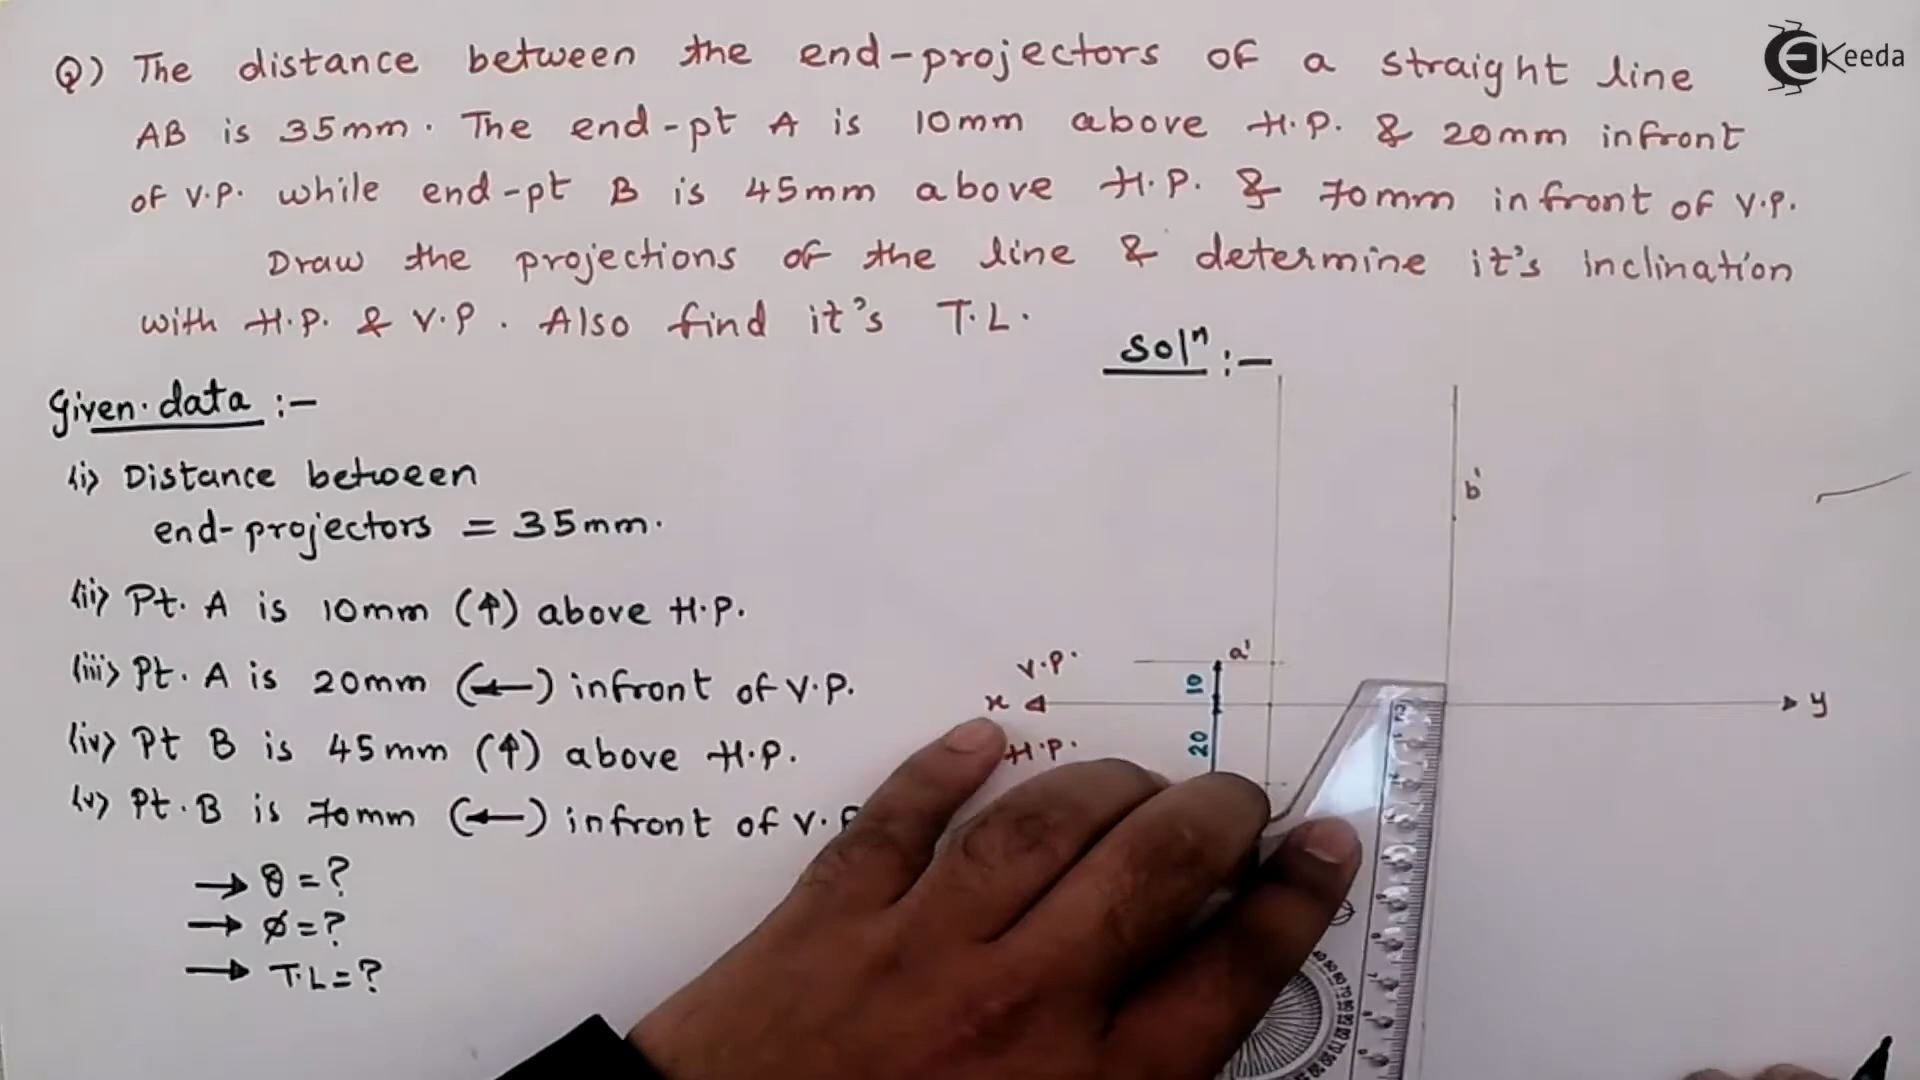 Keeda
Q) The distance between the end-projectors of a straight line
AB is 35mm. The end-pt A is 10mm above H.P. & 20mm infront
of V.P. while end-pt B is 45mm above H.P. & 70mm infront of V.P.
Draw the projections of the line & determine it's inclination
with H.P. & V.P. Also find it's T.L.
Given data :-
(i) Distance between
end-projectors = 35mm.
(ii) Pt. A is 10mm (↑) above H.P.
(iii) Pt. A is 20mm (←) infront of V.P.
(iv) Pt B is 45mm (↑) above H.P.
(v) Pt. B is 70mm (←) infront of V.P
→ θ = ?
→ ø = ?
→ T.L = ?
Solⁿ :-
b'
a'
V.P.
10
x
y
H.P.
20